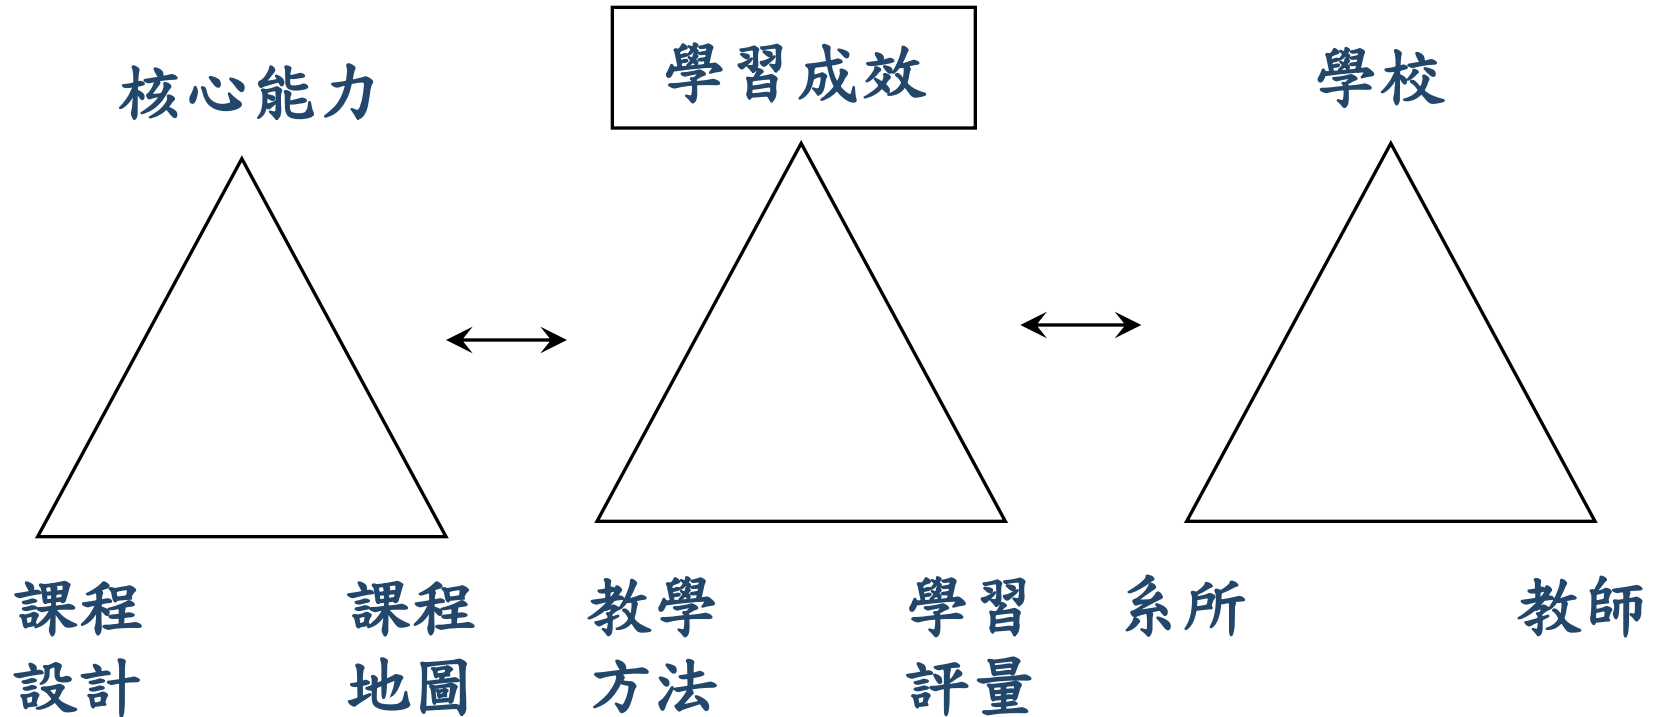 核心能力
學習成效
學校
課程
設計
課程
地圖
教學
方法
學習
評量
系所
教師